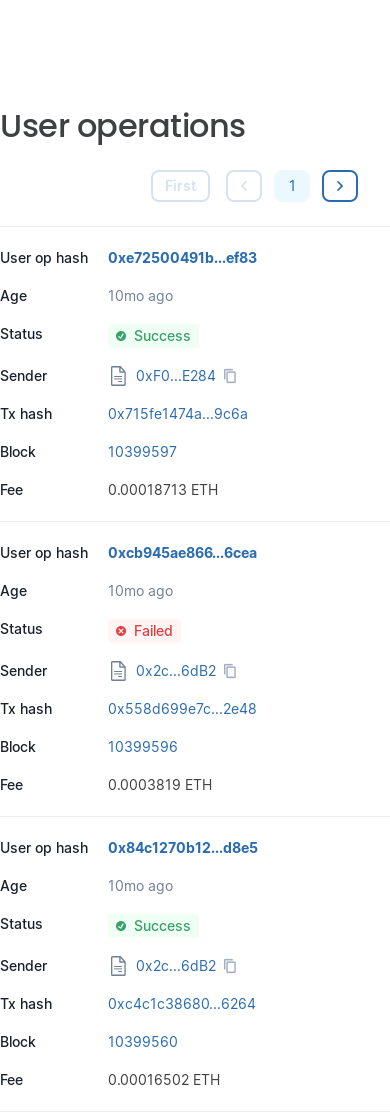 User operations
First
1
User op hash 0xe72500491b...ef83
Age 10mo ago
Status Success
Sender 0xF0...E284
Tx hash 0x715fe1474a...9c6a
Block 10399597
Fee 0.00018713 ETH
User op hash 0xcb945ae866...6cea
Age 10mo ago
Status Failed
Sender 0x2c...6dB2
Tx hash 0x558d699e7c...2e48
Block 10399596
Fee 0.0003819 ETH
User op hash 0x84c1270b12...d8e5
Age 10mo ago
Status Success
Sender 0x2c...6dB2
Tx hash 0xc4c1c38680...6264
Block 10399560
Fee 0.00016502 ETH